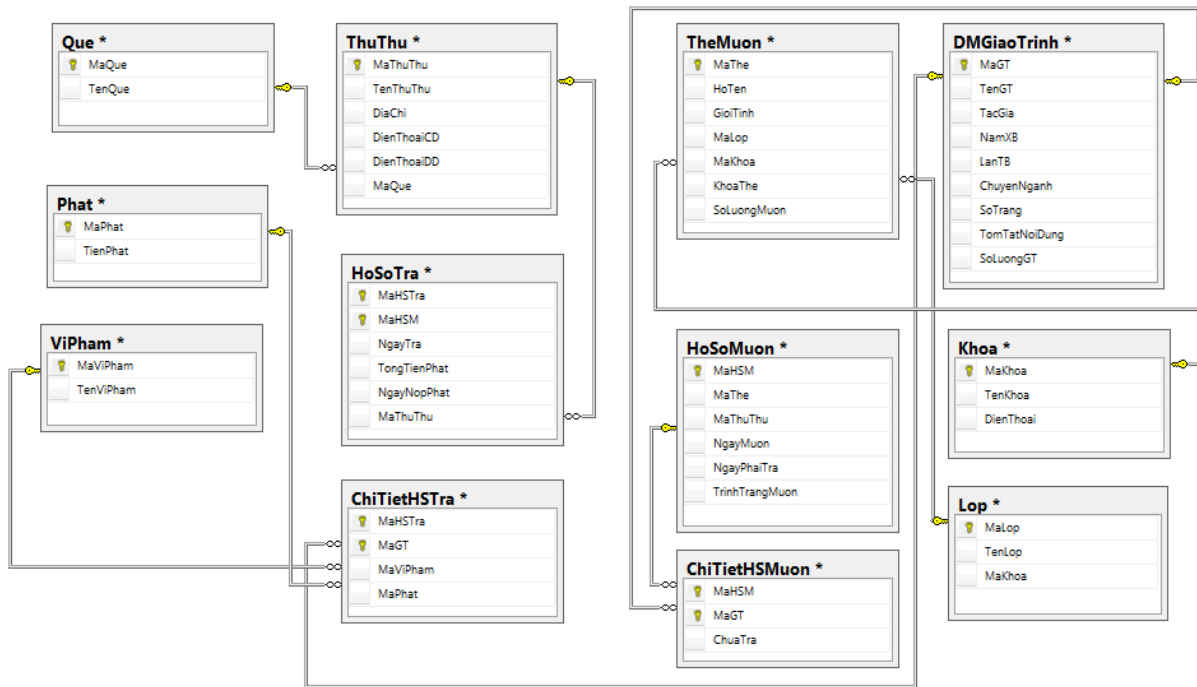 Que *
MaQue
TenQue
ThuThu *
MaThuThu
TenThuThu
DiaChi
DienThoaiCD
DienThoaiDD
MaQue
TheMuon *
MaThe
HoTen
GioiTinh
MaLop
MaKhoa
KhoaThe
SoLuongMuon
DMGiaoTrinh *
MaGT
TenGT
TacGia
NamXB
LanTB
ChuyenNganh
SoTrang
TomTatNoiDung
SoLuongGT
Phat *
MaPhat
TienPhat
HoSoTra *
MaHSTra
MaHSM
NgayTra
TongTienPhat
NgayNopPhat
MaThuThu
ViPham *
MaViPham
TenViPham
HoSoMuon *
MaHSM
MaThe
MaThuThu
NgayMuon
NgayPhaiTra
TrinhTrangMuon
Khoa *
MaKhoa
TenKhoa
DienThoai
ChiTietHSTra *
MaHSTra
MaGT
MaViPham
MaPhat
ChiTietHSMuon *
MaHSM
MaGT
ChuaTra
Lop *
MaLop
TenLop
MaKhoa